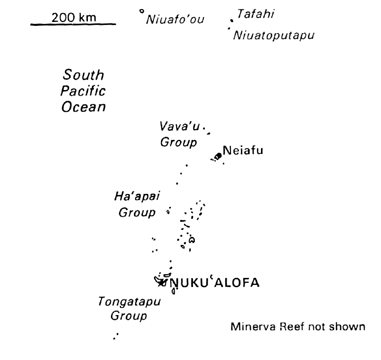 200 km
Niuafo'ou
Tafahi
Niuatoputapu
South
Pacific
Ocean
Vava'u
Group
Neiafu
Ha'apai
Group
NUKU'ALOFA
Tongatapu
Group
Minerva Reef not shown